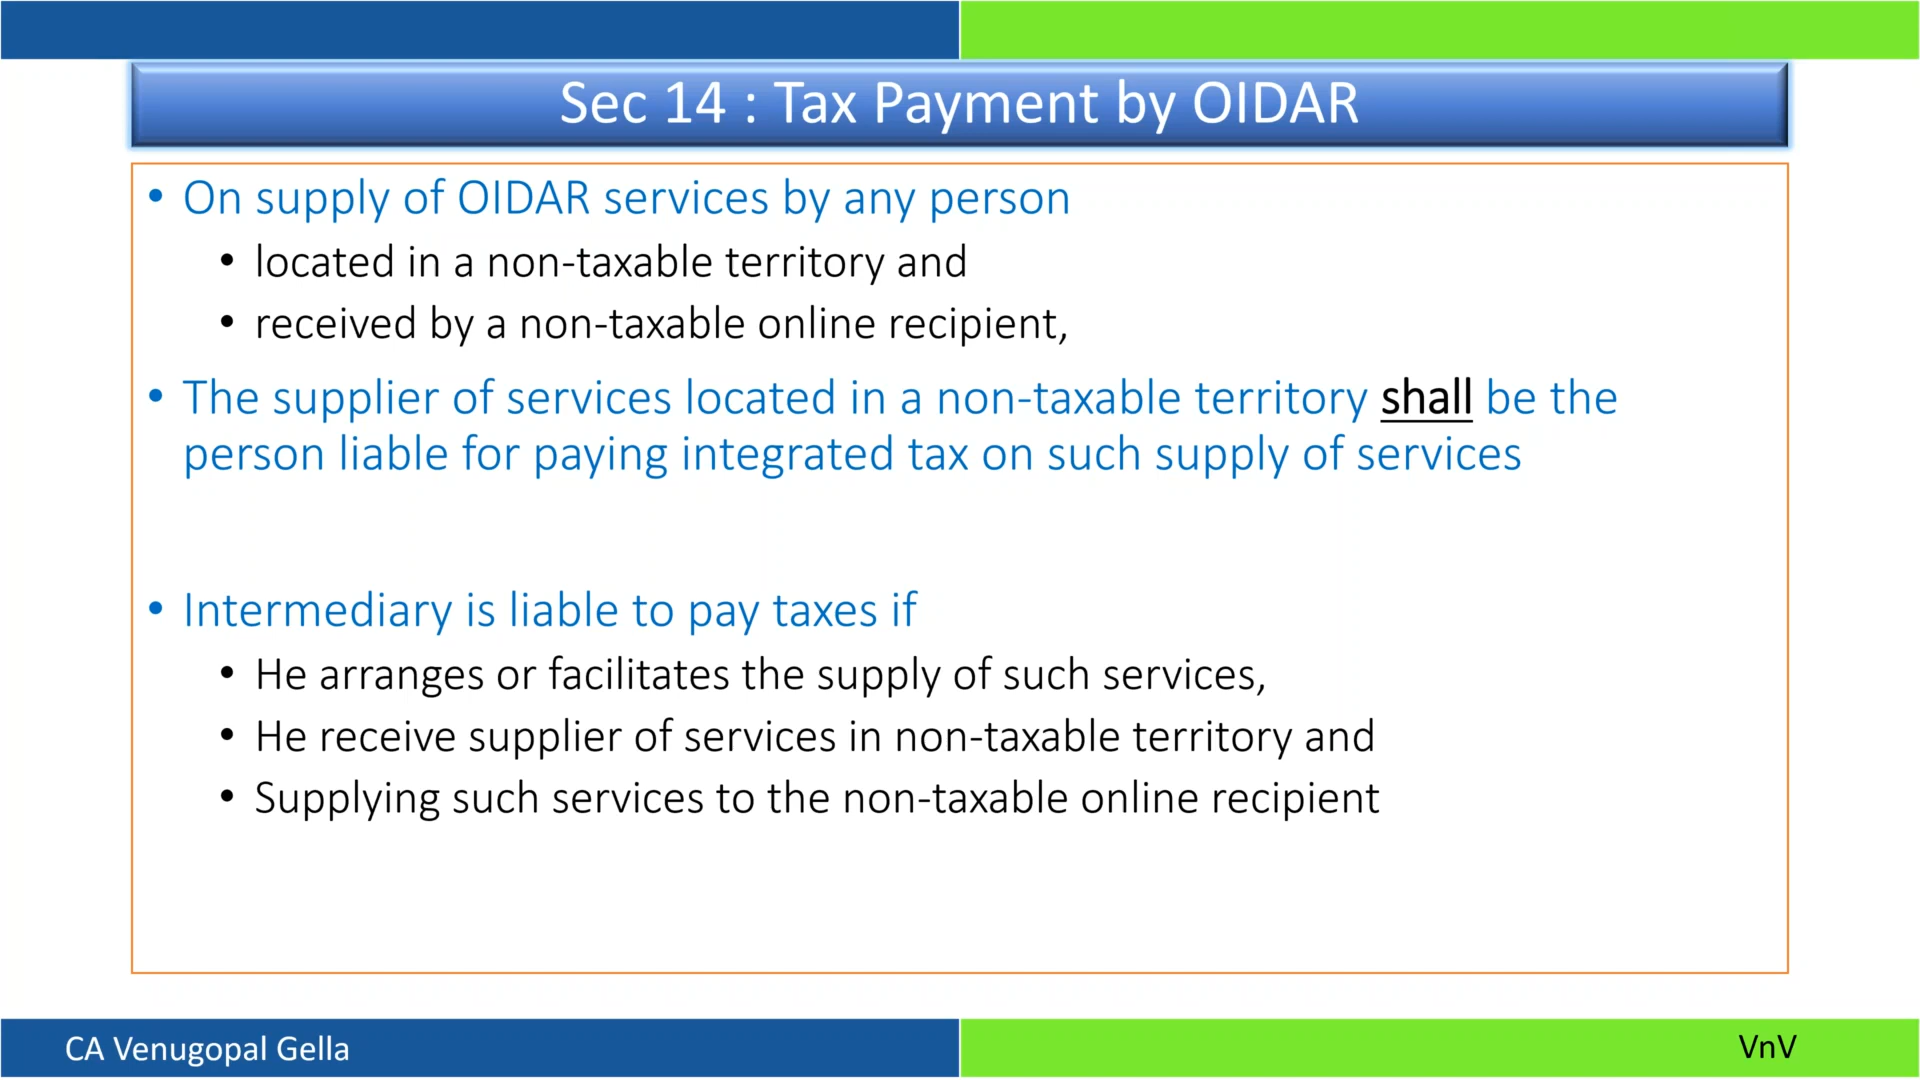 Sec 14 : Tax Payment by OIDAR
• On supply of OIDAR services by any person
• located in a non-taxable territory and
• received by a non-taxable online recipient,
• The supplier of services located in a non-taxable territory shall be the
person liable for paying integrated tax on such supply of services
• Intermediary is liable to pay taxes if
• He arranges or facilitates the supply of such services,
• He receive supplier of services in non-taxable territory and
• Supplying such services to the non-taxable online recipient
CA Venugopal Gella
VnV